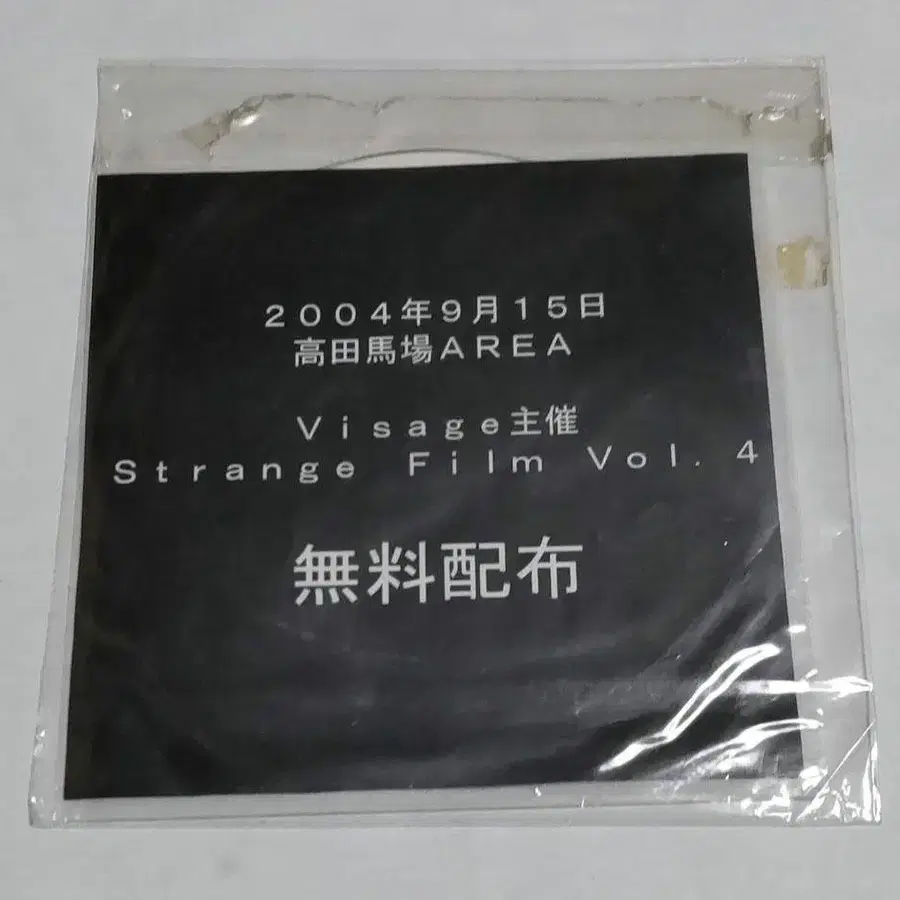 ２００４年９月１５日
高田馬場ＡＲＥＡ
Ｖｉｓａｇｅ主催
Ｓｔｒａｎｇｅ　Ｆｉｌｍ　Ｖｏｌ．４
無料配布